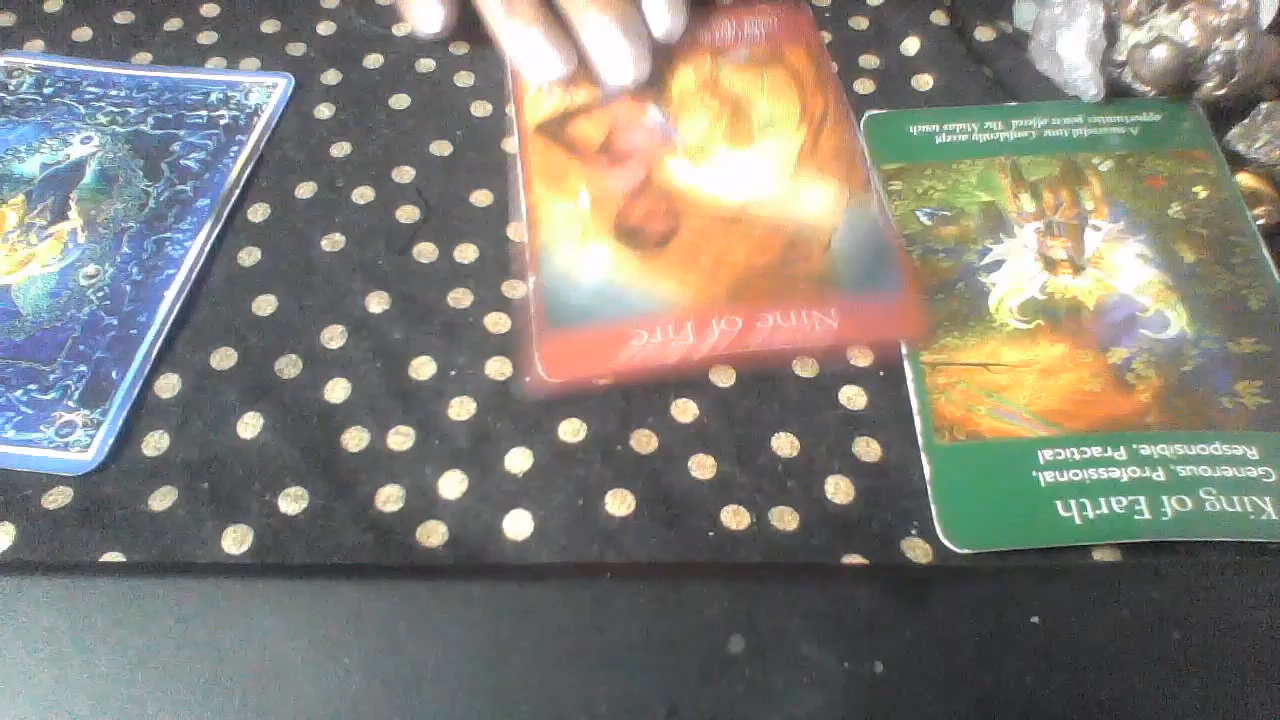 King of Earth
Generous, Professional,
Responsible, Practical
A successful time. Confidently accept
opportunities you're offered. The Midas touch
Nine of Fire